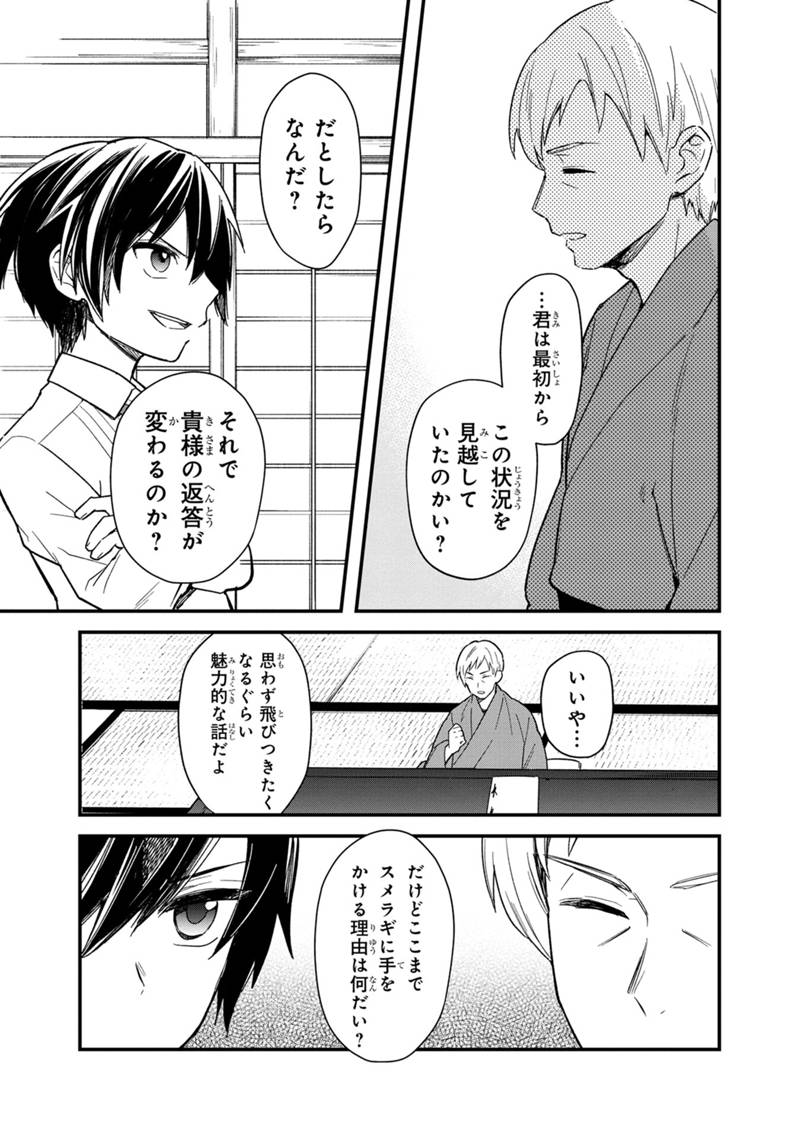 …君は最初から
この状況を
見越して
いたのかい？
だとしたら
なんだ？
それで
貴様の返答が
変わるのか？
いいや…
思わず飛びつきたく
なるぐらい
魅力的な話だよ
だけどここまで
スメラギに手を
かける理由は何だい？